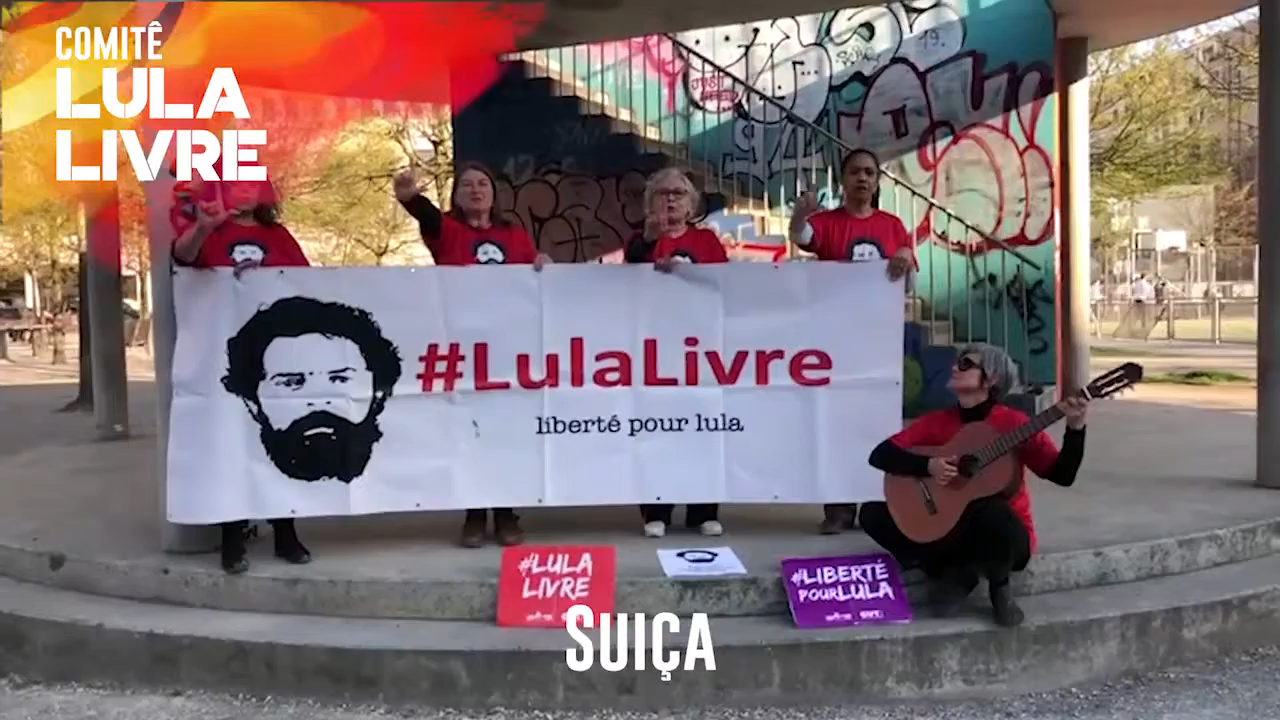 COMITÊ
LULA
LIVRE
#LulaLivre
liberté pour lula
#LULA
LIVRE
#LIBERTÉ
POURLULA
SUIÇA